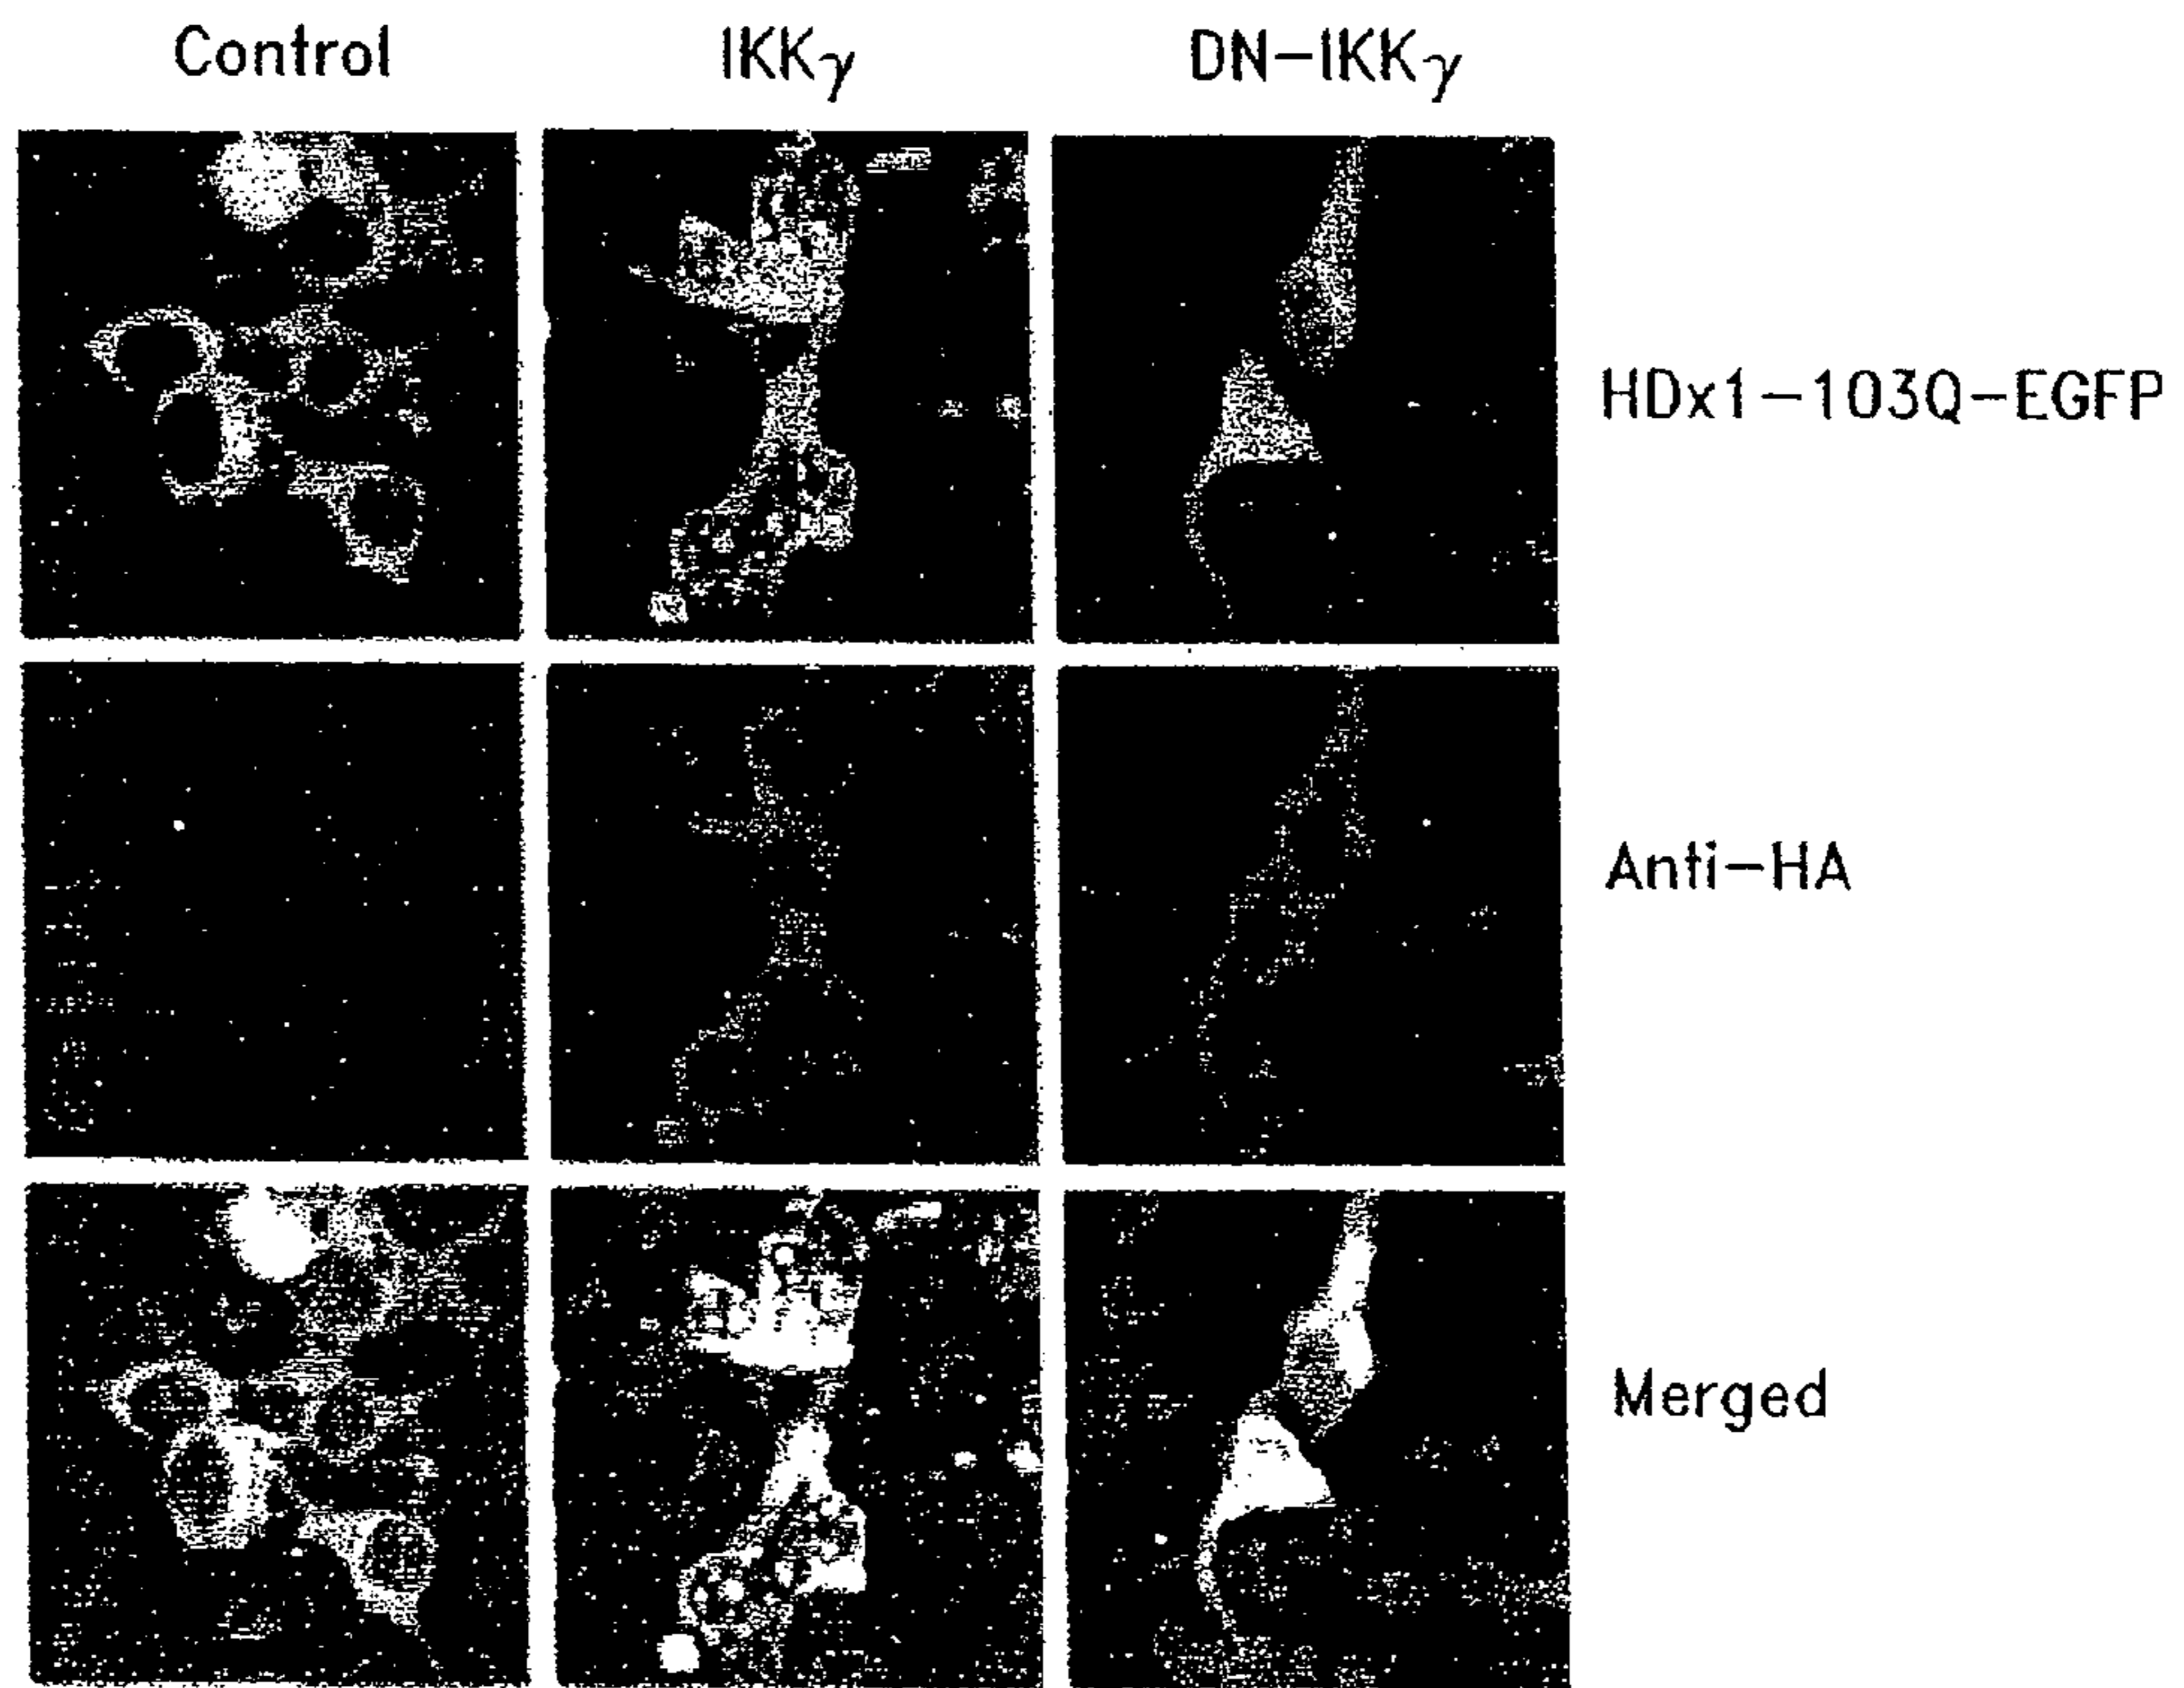 Control IKKγ DN-IKKγ
HDx1-103Q-EGFP
Anti-HA
Merged